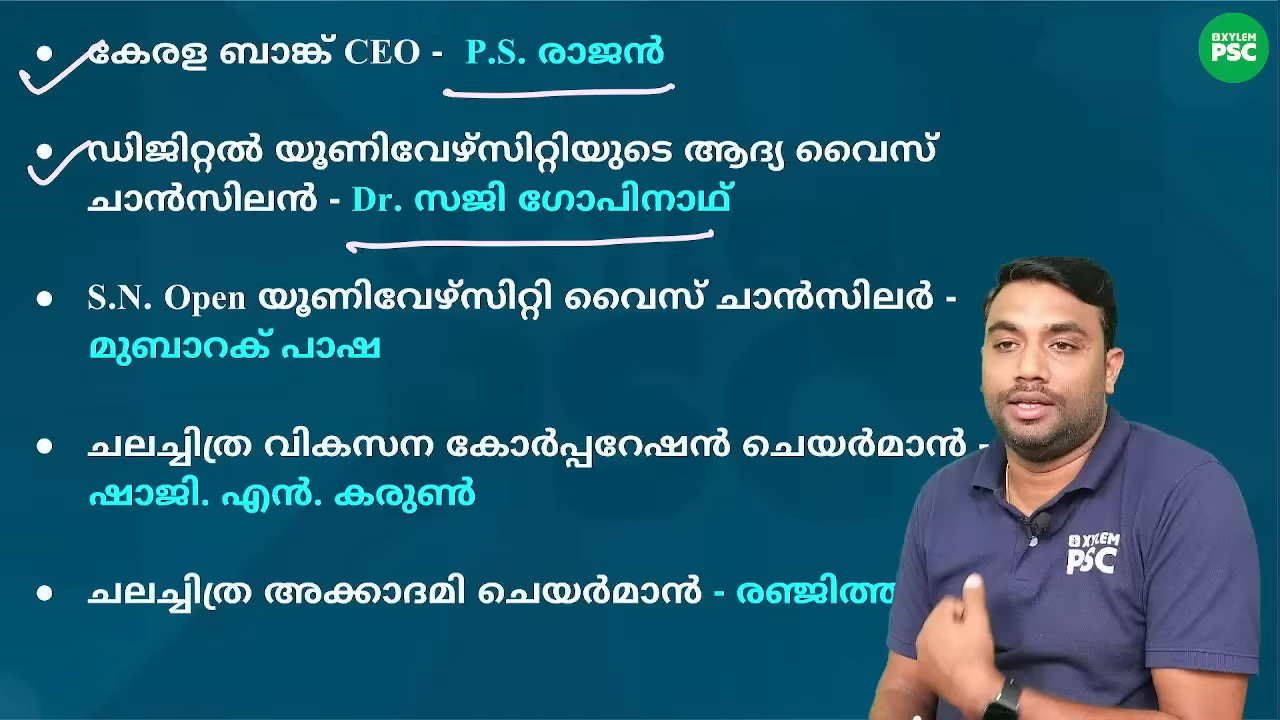 കേരള ബാങ്ക് CEO - P.S. രാജൻ
XYLEM
PSC
ഡിജിറ്റൽ യൂണിവേഴ്സിറ്റിയുടെ ആദ്യ വൈസ്
ചാൻസിലൻ - Dr. സജി ഗോപിനാഥ്
S.N. Open യൂണിവേഴ്സിറ്റി വൈസ് ചാൻസിലർ -
മുബാറക് പാഷ
ചലച്ചിത്ര വികസന കോർപ്പറേഷൻ ചെയർമാൻ -
ഷാജി. എൻ. കരുൺ
ചലച്ചിത്ര അക്കാദമി ചെയർമാൻ - രഞ്ജിത്ത
XYLEM
PSC